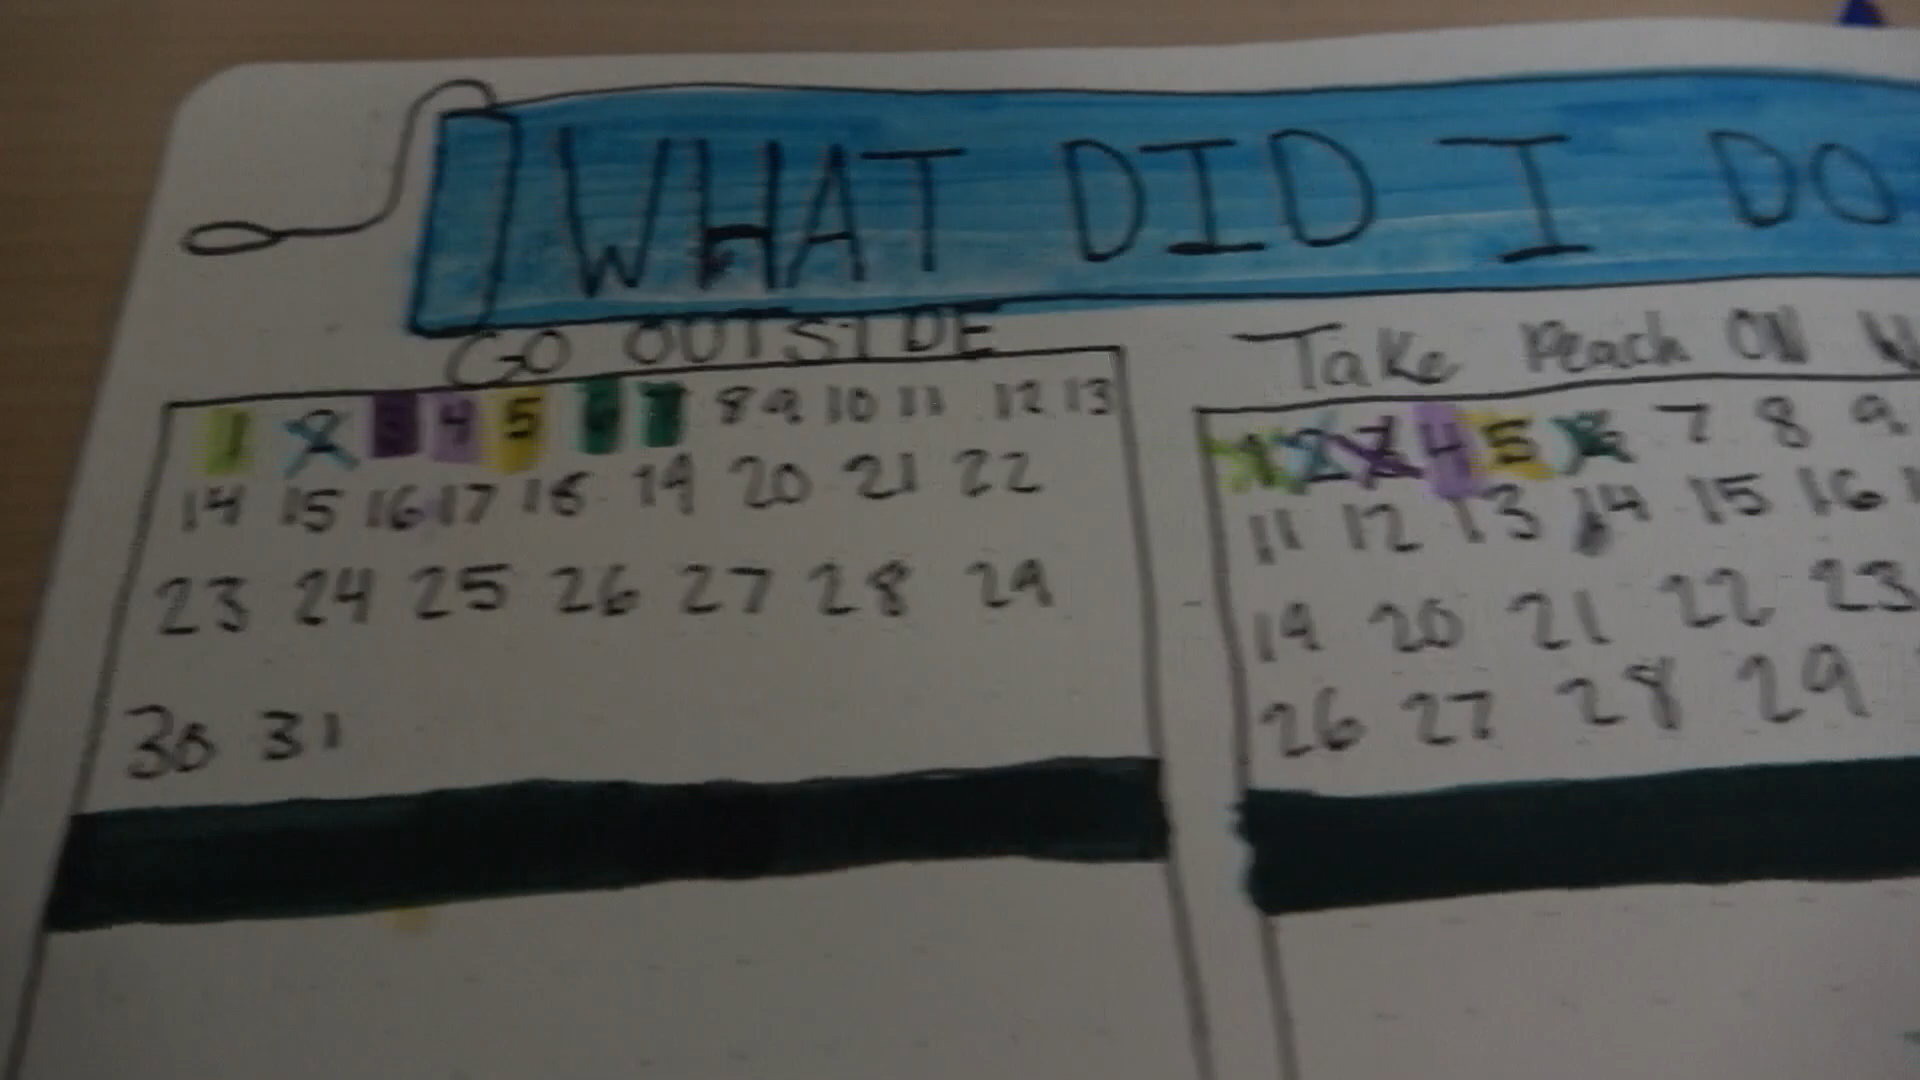 WHAT DID I DO
GO OUTSIDE
1 2 3 4 5 6 7 8 9 10 11 12 13
14 15 16 17 18 19 20 21 22
23 24 25 26 27 28 29
30 31
Take Peach ON
1 2 3 4 5 6 7 8 9
11 12 13 14 15 16
19 20 21 22 23
26 27 28 29